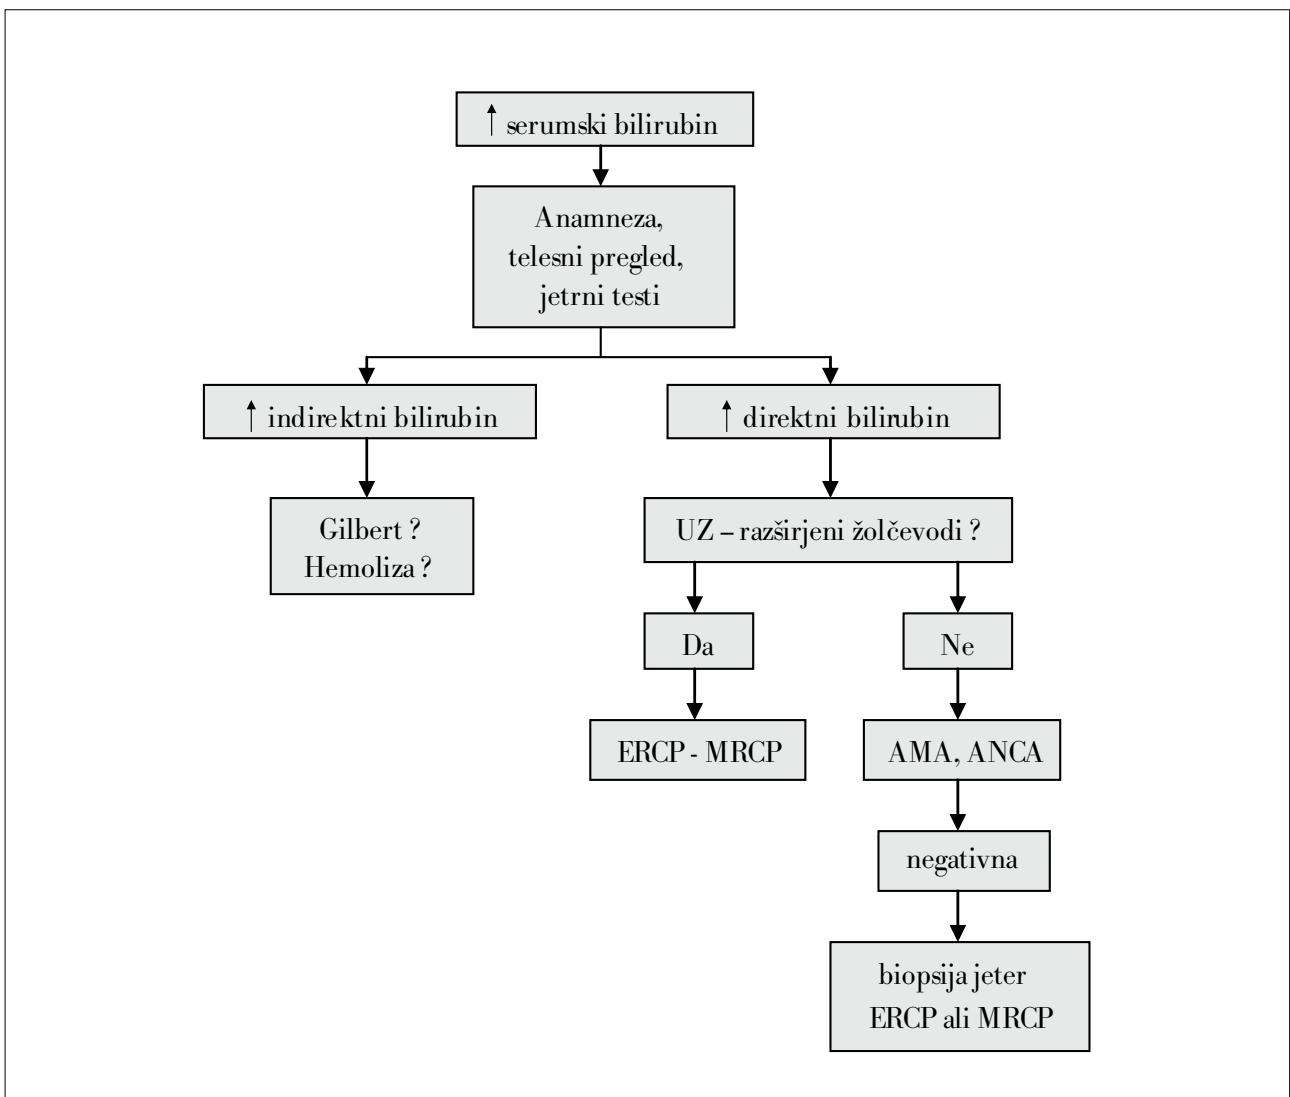 ↑ serumski bilirubin
Anamneza,
telesni pregled,
jetrni testi
↑ indirektni bilirubin
↑ direktni bilirubin
Gilbert ?
Hemoliza ?
UZ – razširjeni žolčevodi ?
Da
Ne
ERCP - MRCP
AMA, ANCA
negativna
biopsija jeter
ERCP ali MRCP